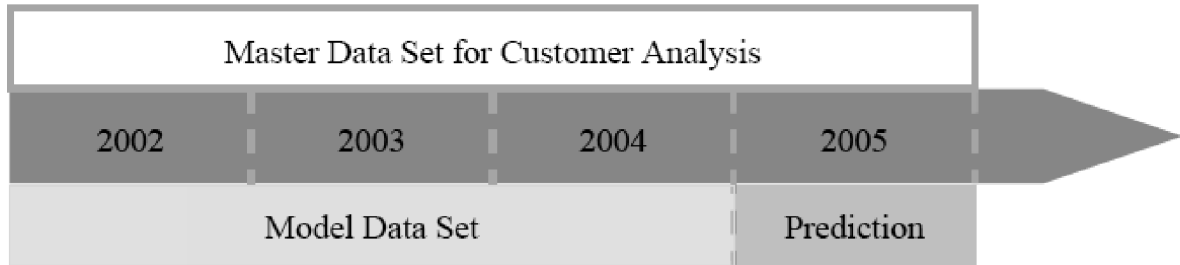 Master Data Set for Customer Analysis
2002 2003 2004 2005
Model Data Set Prediction